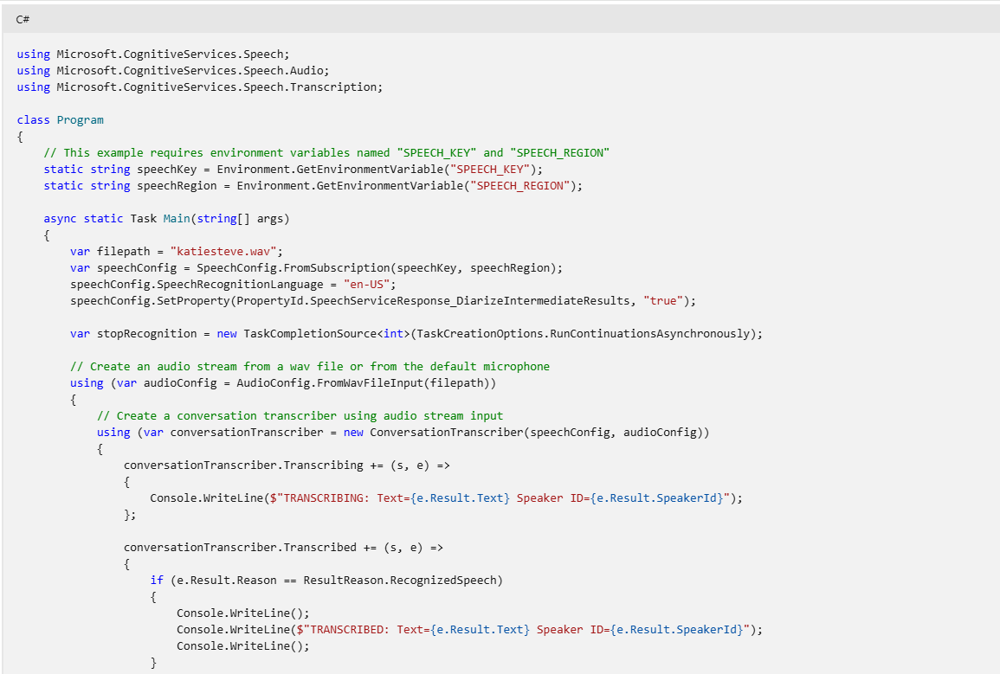 C#
using Microsoft.CognitiveServices.Speech;
using Microsoft.CognitiveServices.Speech.Audio;
using Microsoft.CognitiveServices.Speech.Transcription;

class Program
{
    // This example requires environment variables named "SPEECH_KEY" and "SPEECH_REGION"
    static string speechKey = Environment.GetEnvironmentVariable("SPEECH_KEY");
    static string speechRegion = Environment.GetEnvironmentVariable("SPEECH_REGION");

    async static Task Main(string[] args)
    {
        var filepath = "katiesteve.wav";
        var speechConfig = SpeechConfig.FromSubscription(speechKey, speechRegion);
        speechConfig.SpeechRecognitionLanguage = "en-US";
        speechConfig.SetProperty(PropertyId.SpeechServiceResponse_DiarizeIntermediateResults, "true");

        var stopRecognition = new TaskCompletionSource<int>(TaskCreationOptions.RunContinuationsAsynchronously);

        // Create an audio stream from a wav file or from the default microphone
        using (var audioConfig = AudioConfig.FromWavFileInput(filepath))
        {
            // Create a conversation transcriber using audio stream input
            using (var conversationTranscriber = new ConversationTranscriber(speechConfig, audioConfig))
            {
                conversationTranscriber.Transcribing += (s, e) =>
                {
                    Console.WriteLine($"TRANSCRIBING: Text={e.Result.Text} Speaker ID={e.Result.SpeakerId}");
                };

                conversationTranscriber.Transcribed += (s, e) =>
                {
                    if (e.Result.Reason == ResultReason.RecognizedSpeech)
                    {
                        Console.WriteLine();
                        Console.WriteLine($"TRANSCRIBED: Text={e.Result.Text} Speaker ID={e.Result.SpeakerId}");
                        Console.WriteLine();
                    }